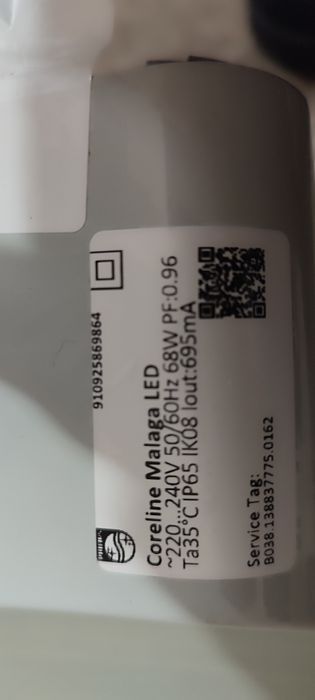 PHILIPS
910925869864
Coreline Malaga LED
~220...240V 50/60Hz 68W PF:0.96
Ta35°C IP65 IK08 Iout:695mA
Service Tag:
B038.138837775.0162